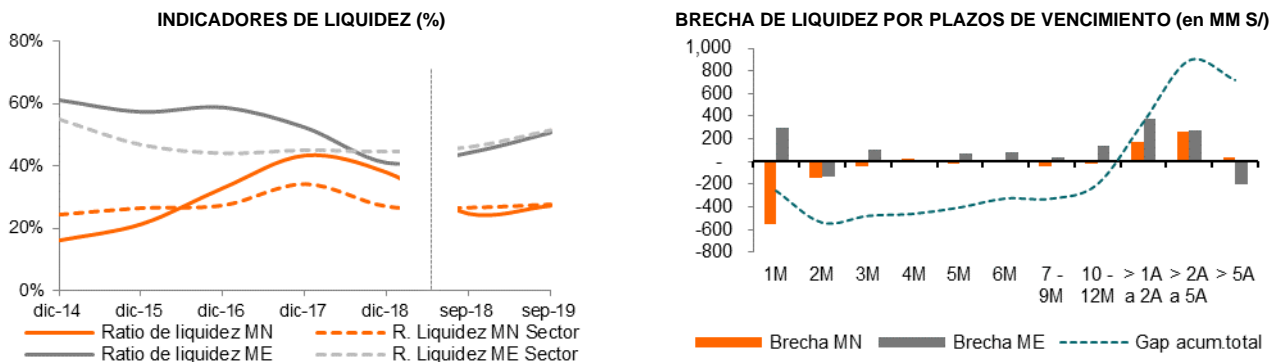 INDICADORES DE LIQUIDEZ (%)
80%
60%
40%
20%
0%
dic-14 dic-15 dic-16 dic-17 dic-18 sep-18 sep-19
Ratio de liquidez MN R. Liquidez MN Sector
Ratio de liquidez ME R. Liquidez ME Sector
BRECHA DE LIQUIDEZ POR PLAZOS DE VENCIMIENTO (en MM S/)
1,000
800
600
400
200
-
-200
-400
-600
-800
1M 2M 3M 4M 5M 6M 7 - 10 - > 1A > 2A > 5A
9M 12M a 2A a 5A
Brecha MN Brecha ME Gap acum.total